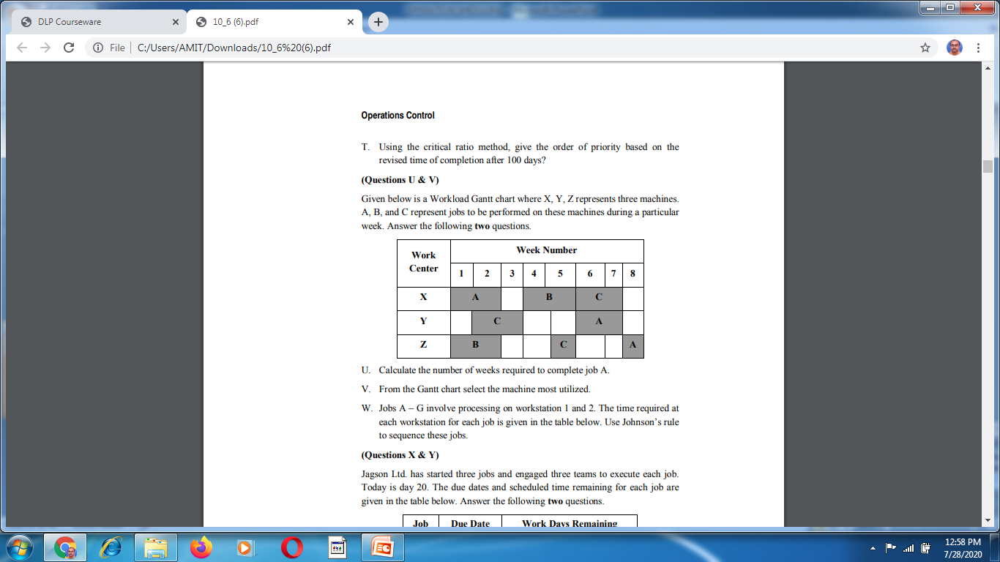 DLP Courseware
10_6 (6).pdf
File
C:/Users/AMIT/Downloads/10_6%20(6).pdf
Operations Control
T. Using the critical ratio method, give the order of priority based on the
revised time of completion after 100 days?
(Questions U & V)
Given below is a Workload Gantt chart where X, Y, Z represents three machines.
A, B, and C represent jobs to be performed on these machines during a particular
week. Answer the following two questions.
Work Center
Week Number
1 2 3 4 5 6 7 8
X A B C
Y C A
Z B C A
U. Calculate the number of weeks required to complete job A.
V. From the Gantt chart select the machine most utilized.
W. Jobs A – G involve processing on workstation 1 and 2. The time required at
each workstation for each job is given in the table below. Use Johnson’s rule
to sequence these jobs.
(Questions X & Y)
Jagson Ltd. has started three jobs and engaged three teams to execute each job.
Today is day 20. The due dates and scheduled time remaining for each job are
given in the table below. Answer the following two questions.
Job Due Date Work Days Remaining
12:58 PM
7/28/2020